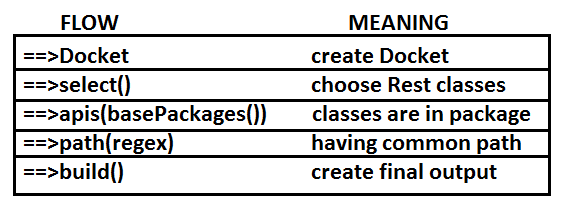 FLOW MEANING
==>Docket create Docket
==>select() choose Rest classes
==>apis(basePackages()) classes are in package
==>path(regex) having common path
==>build() create final output